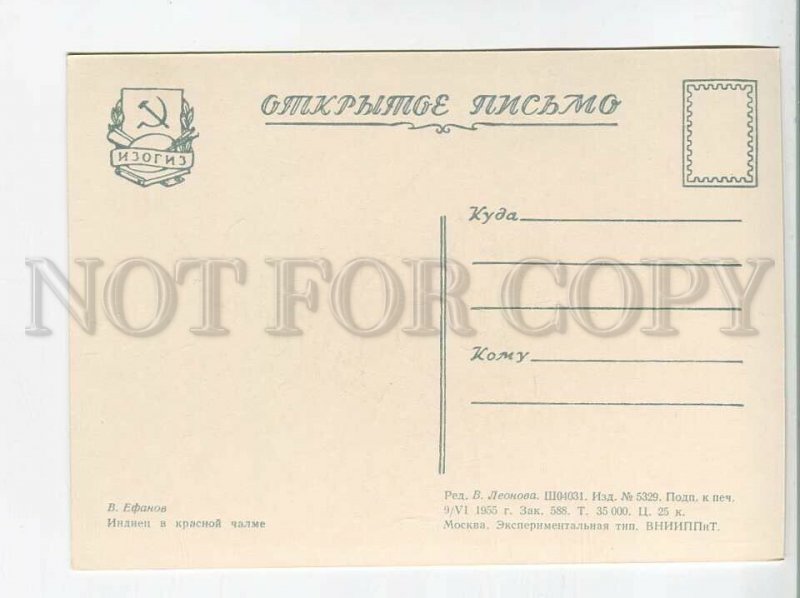 ОТКРЫТОЕ ПИСЬМО
ИЗОГИЗ
Куда
NOT FOR COPY
Кому
В. Ефанов
Индиец в красной чалме
Ред. В. Леонова. Ш04031. Изд. № 5329. Подп. к печ.
9/VI 1955 г. Зак. 588. Т. 35 000. Ц. 25 к.
Москва. Экспериментальная тип. ВНИИППиТ.